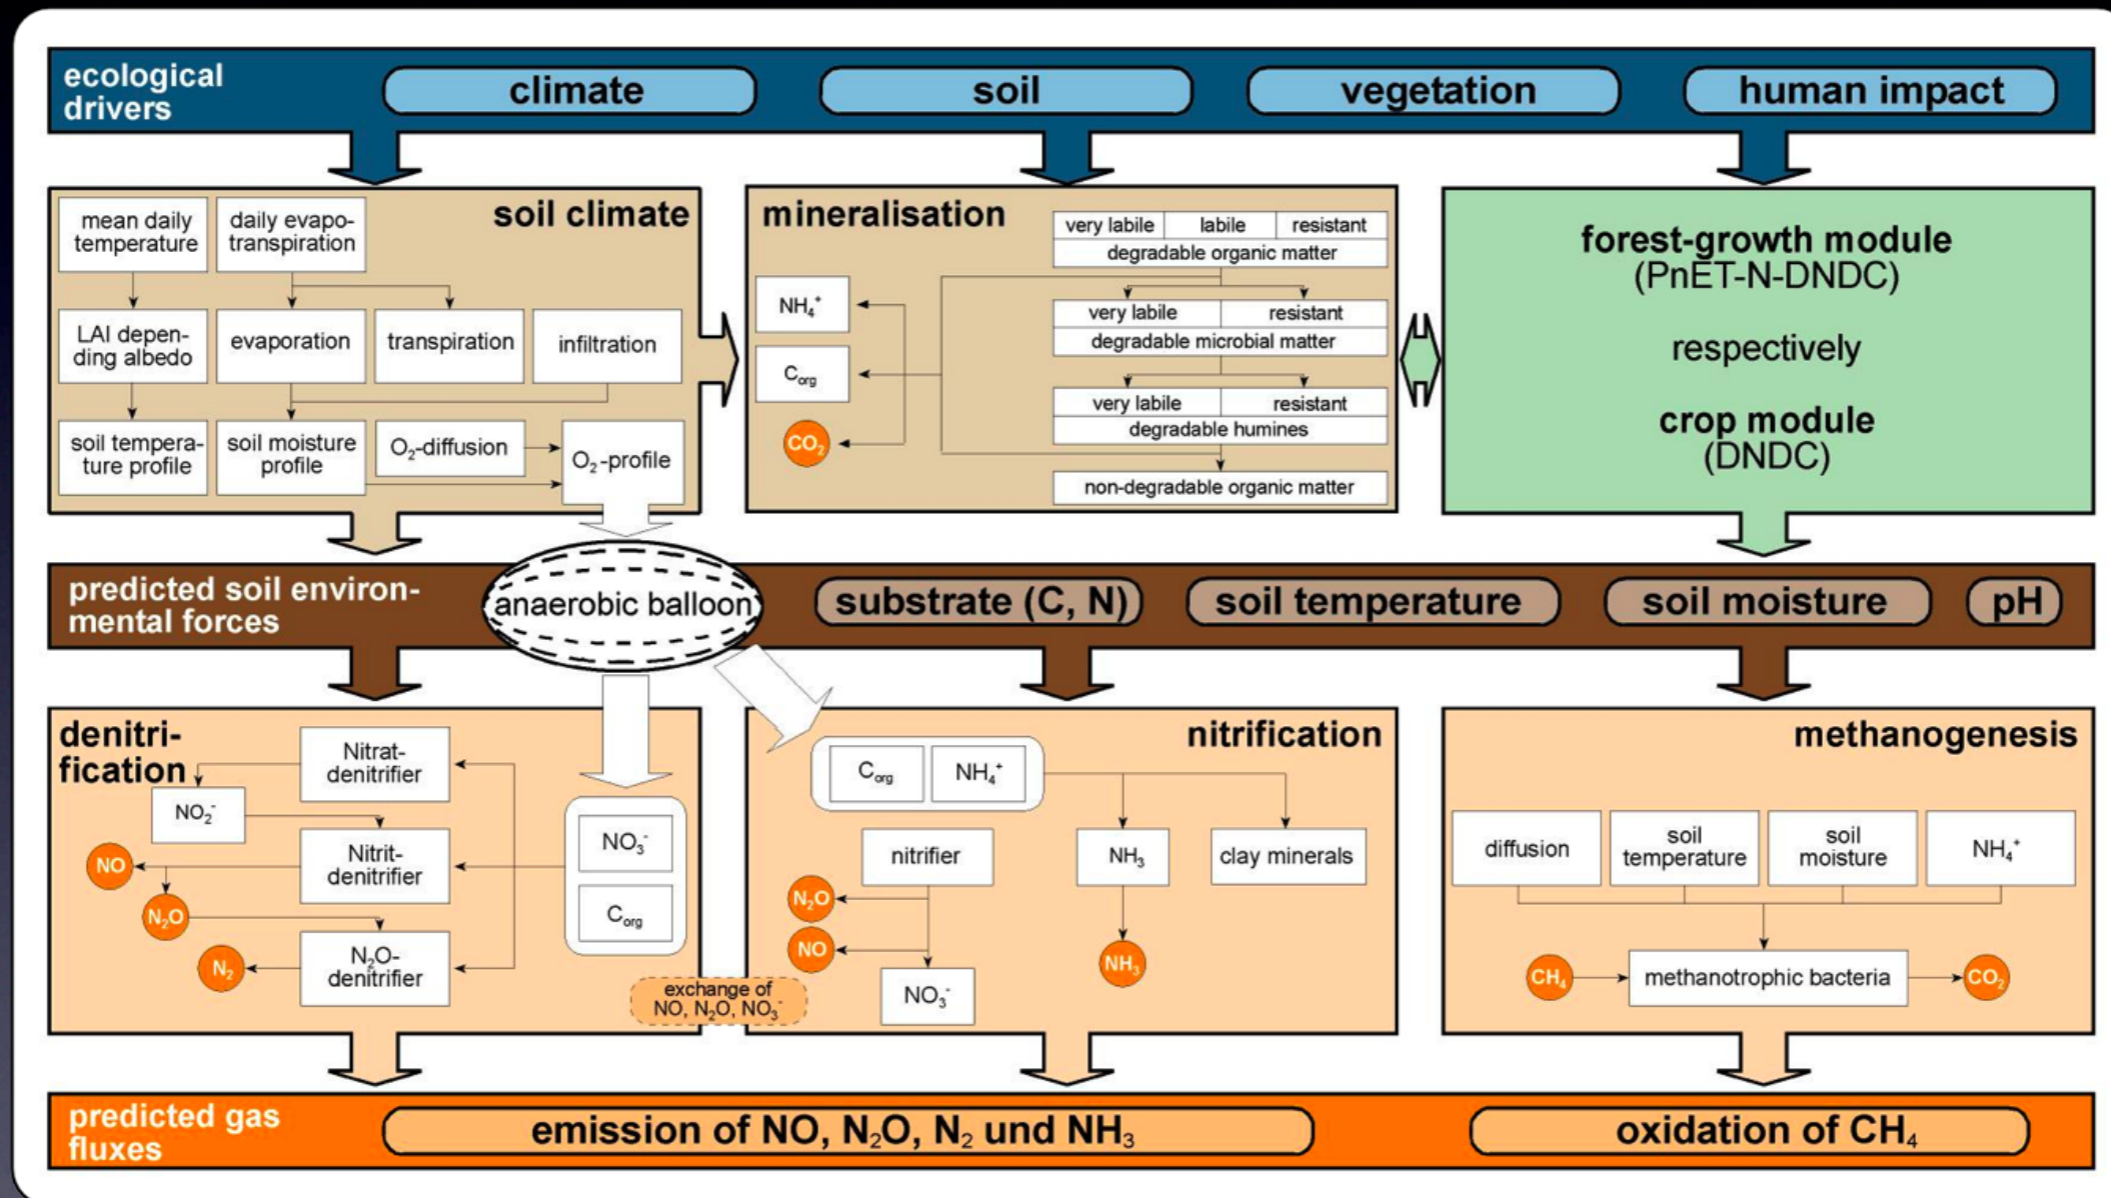 ecological
drivers
climate
soil
vegetation
human impact
soil climate
mean daily
temperature
daily evapo-
transpiration
LAI depen-
ding albedo
evaporation
transpiration
infiltration
soil tempera-
ture profile
soil moisture
profile
O₂-diffusion
O₂-profile
mineralisation
very labile
labile
resistant
degradable organic matter
NH₄⁺
very labile
resistant
degradable microbial matter
Cₒᵣg
very labile
resistant
degradable humines
CO₂
non-degradable organic matter
forest-growth module
(PnET-N-DNDC)
respectively
crop module
(DNDC)
predicted soil environ-
mental forces
anaerobic balloon
substrate (C, N)
soil temperature
soil moisture
pH
denitri-
fication
Nitrat-
denitrifier
NO₂⁻
Nitrit-
denitrifier
NO
N₂O
N₂O-
denitrifier
N₂
NO₃⁻
Cₒᵣg
exchange of
NO, N₂O, NO₃⁻
nitrification
Cₒᵣg
NH₄⁺
nitrifier
NH₃
clay minerals
N₂O
NO
NH₃
NO₃⁻
methanogenesis
diffusion
soil
temperature
soil
moisture
NH₄⁺
CH₄
methanotrophic bacteria
CO₂
predicted gas
fluxes
emission of NO, N₂O, N₂ und NH₃
oxidation of CH₄